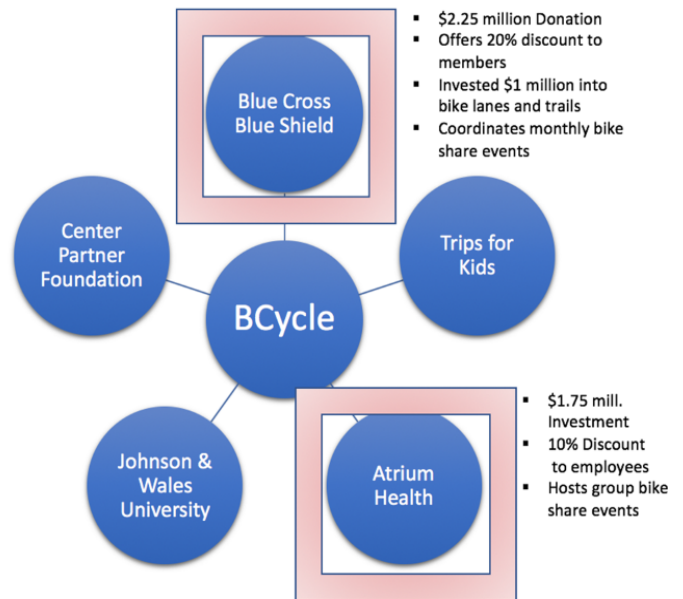 Blue Cross
Blue Shield
▪ $2.25 million Donation
▪ Offers 20% discount to
members
▪ Invested $1 million into
bike lanes and trails
▪ Coordinates monthly bike
share events
Center
Partner
Foundation
Trips for
Kids
BCycle
Johnson &
Wales
University
Atrium
Health
▪ $1.75 mill.
Investment
▪ 10% Discount
to employees
▪ Hosts group bike
share events